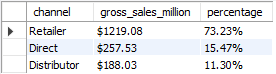 channel gross_sales_million percentage
Retailer $1219.08 73.23%
Direct $257.53 15.47%
Distributor $188.03 11.30%